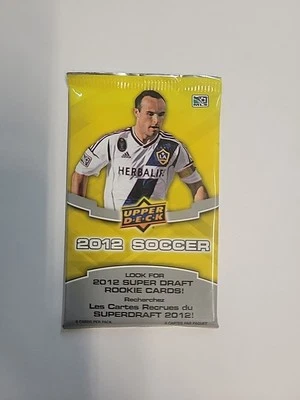 HERBALIFE
UPPER
DECK
2012 SOCCER
LOOK FOR
2012 SUPER DRAFT
ROOKIE CARDS!
Recherchez
Les Cartes Recrues du
SUPERDRAFT 2012!